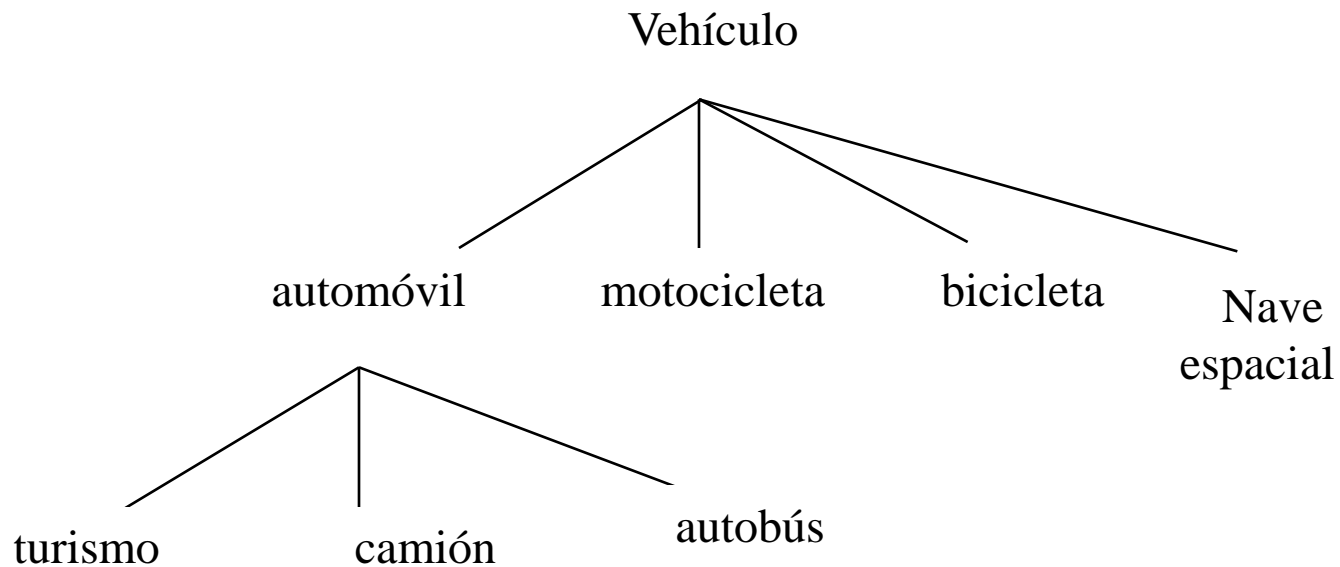 Vehículo
automóvil
motocicleta
bicicleta
Nave
espacial
turismo
camión
autobús